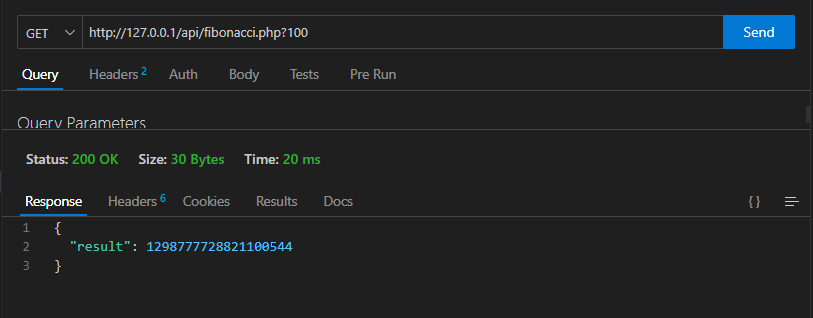 GET http://127.0.0.1/api/fibonacci.php?100 Send
Query Headers 2 Auth Body Tests Pre Run
Query Parameters
Status: 200 OK Size: 30 Bytes Time: 20 ms
Response Headers 6 Cookies Results Docs { }
1 {
2 "result": 1298777728821100544
3 }